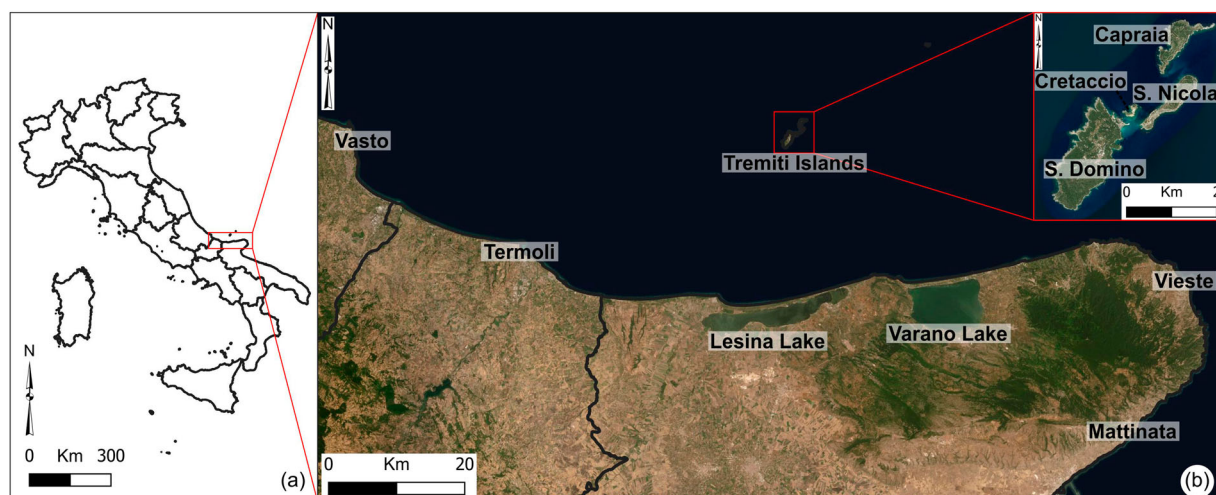 N
0 Km 300
(a)
N
Vasto
Termoli
Tremiti Islands
Lesina Lake
Varano Lake
Vieste
Mattinata
Km
0 20
(b)
N
Capraia
Cretaccio
S. Nicola
S. Domino
0 Km 2